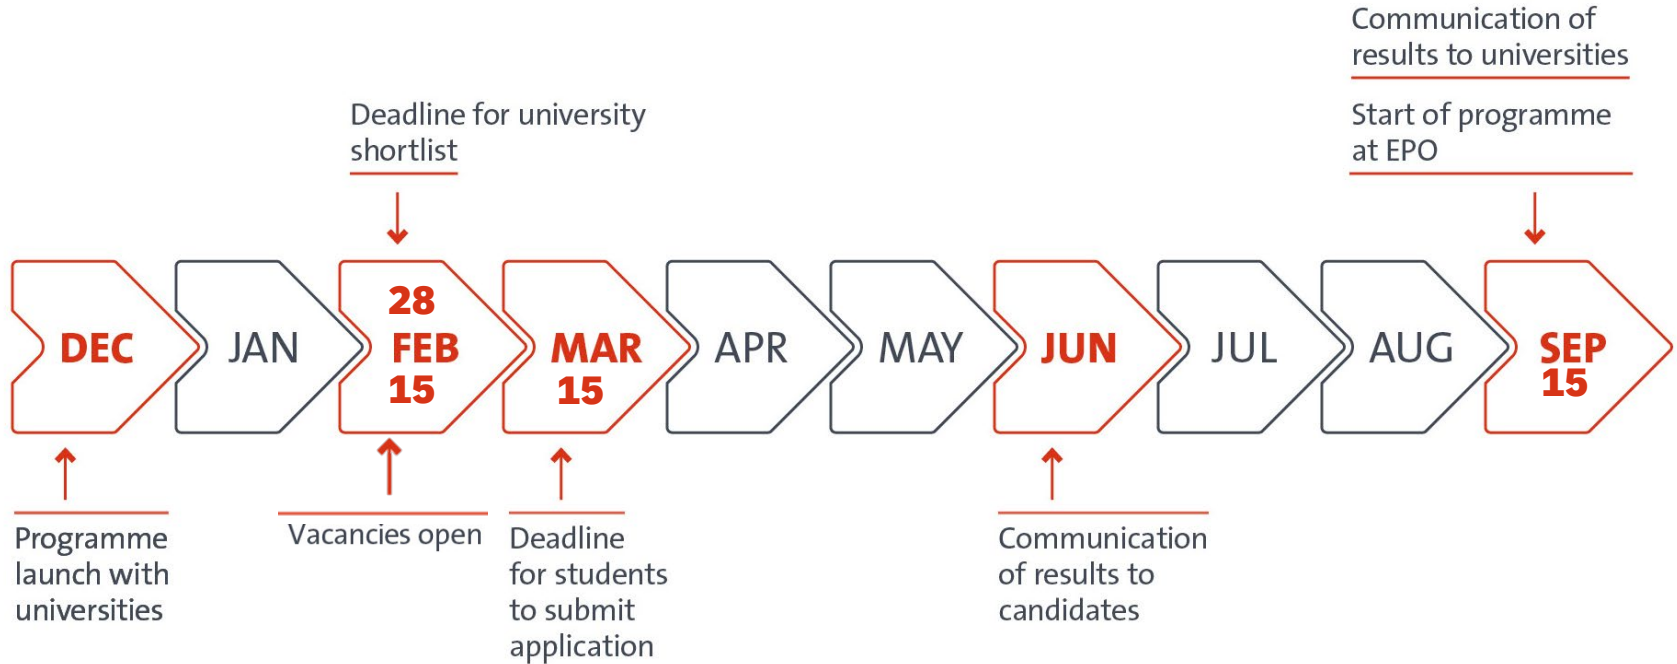 Communication of
results to universities
Deadline for university
shortlist
Start of programme
at EPO
DEC
JAN
28
FEB
15
MAR
15
APR
MAY
JUN
JUL
AUG
SEP
15
Programme
launch with
universities
Vacancies open
Deadline
for students
to submit
application
Communication
of results to
candidates